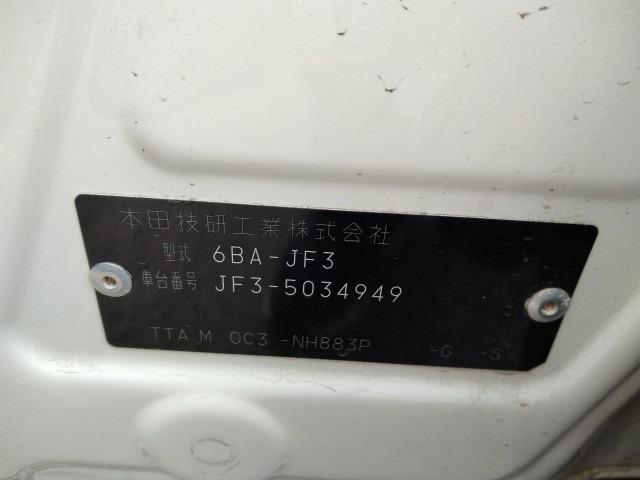 本田技研工業株式会社
型式 6BA-JF3
車台番号 JF3-5034949
TTA M 0C3 -NH883P -G -S